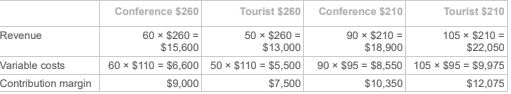 Conference $260 Tourist $260 Conference $210 Tourist $210
Revenue 60 × $260 = 50 × $260 = 90 × $210 = 105 × $210 =
$15,600 $13,000 $18,900 $22,050
Variable costs 60 × $110 = $6,600 50 × $110 = $5,500 90 × $95 = $8,550 105 × $95 = $9,975
Contribution margin $9,000 $7,500 $10,350 $12,075